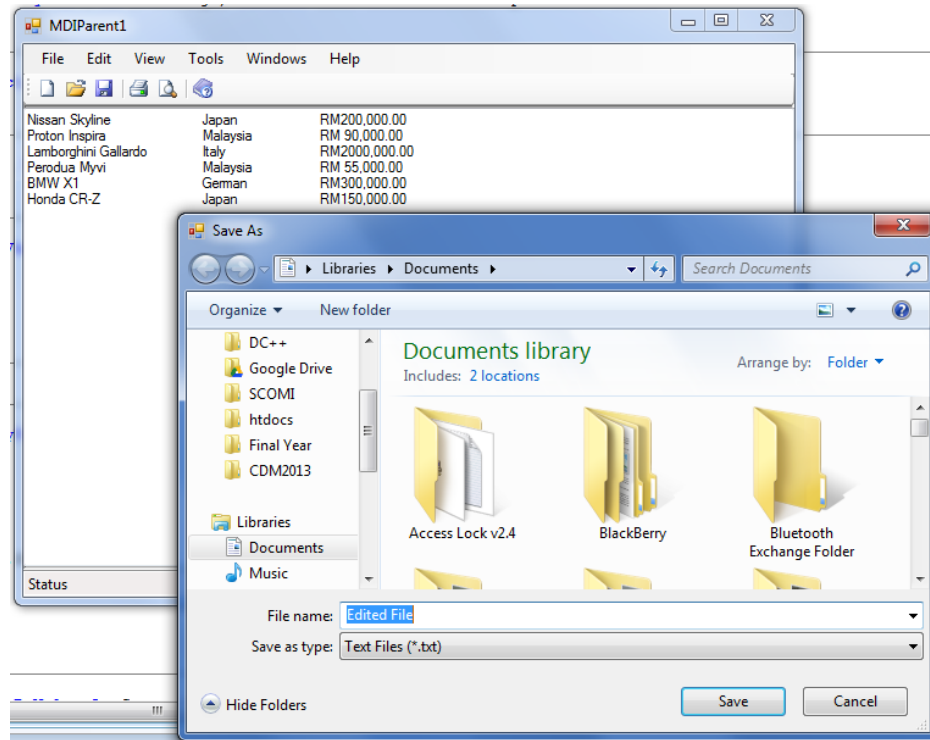 MDIParent1
File Edit View Tools Windows Help
Nissan Skyline Japan RM200,000.00
Proton Inspira Malaysia RM 90,000.00
Lamborghini Gallardo Italy RM2000,000.00
Perodua Myvi Malaysia RM 55,000.00
BMW X1 German RM300,000.00
Honda CR-Z Japan RM150,000.00
Status
Save As
Libraries Documents
Search Documents
Organize New folder
DC++
Google Drive
SCOMI
htdocs
Final Year
CDM2013
Libraries
Documents
Music
Documents library
Includes: 2 locations
Arrange by: Folder
Access Lock v2.4
BlackBerry
Bluetooth
Exchange Folder
File name: Edited File
Save as type: Text Files (*.txt)
Hide Folders
Save
Cancel